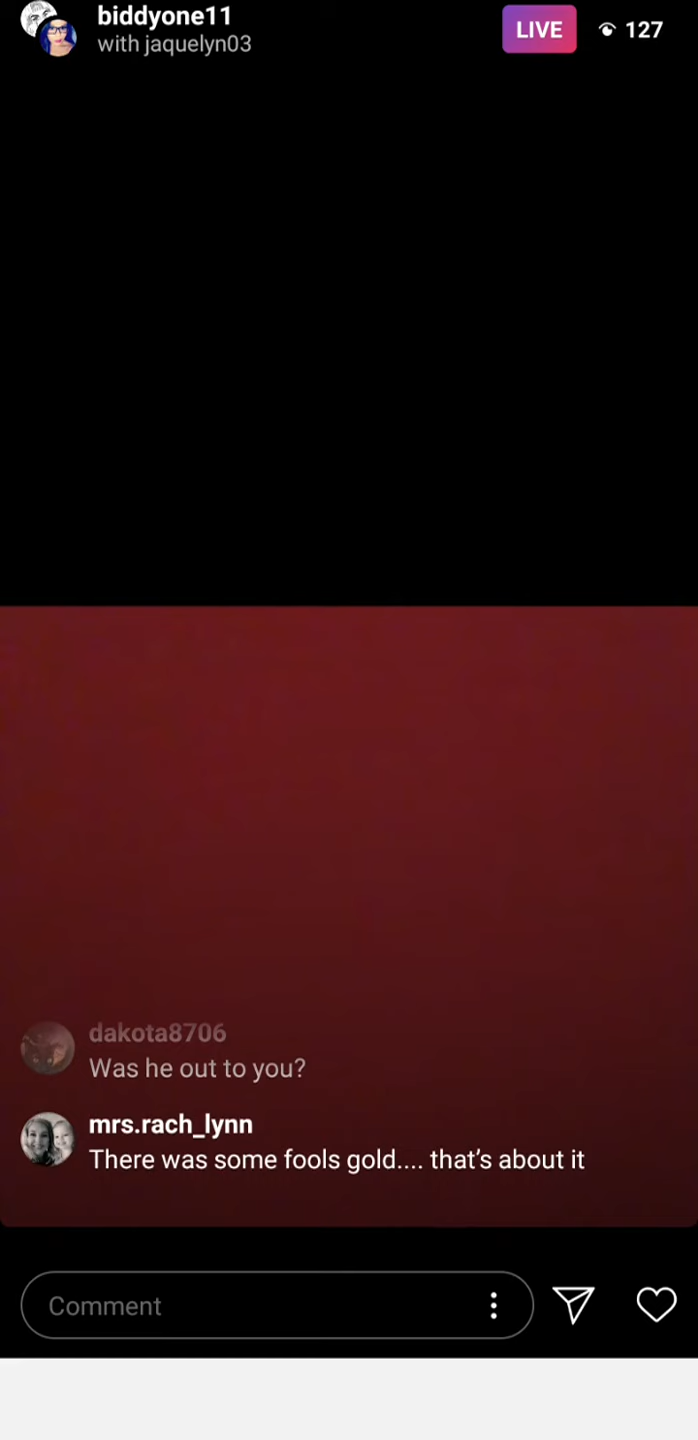 biddyone11
with jaquelyn03
LIVE
127
dakota8706
Was he out to you?
mrs.rach_lynn
There was some fools gold.... that’s about it
Comment